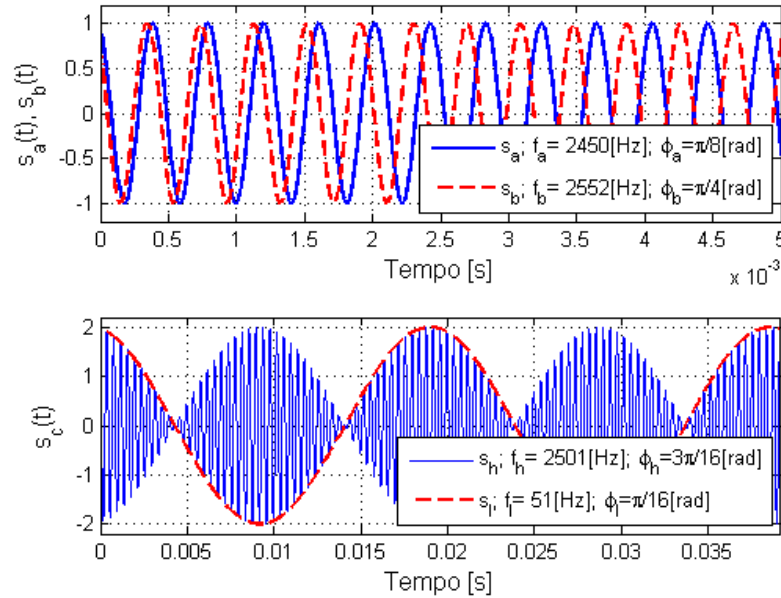 s_a(t), s_b(t)
1
0.5
0
-0.5
-1
0 0.5 1 1.5 2 2.5 3 3.5 4 4.5 5
x 10^-3
Tempo [s]
s_a; f_a= 2450[Hz]; ϕ_a=π/8[rad]
s_b; f_b= 2552[Hz]; ϕ_b=π/4[rad]
s_c(t)
2
1
0
-1
-2
0 0.005 0.01 0.015 0.02 0.025 0.03 0.035
Tempo [s]
s_h; f_h= 2501[Hz]; ϕ_h=3π/16[rad]
s_l; f_l= 51[Hz]; ϕ_l=π/16[rad]